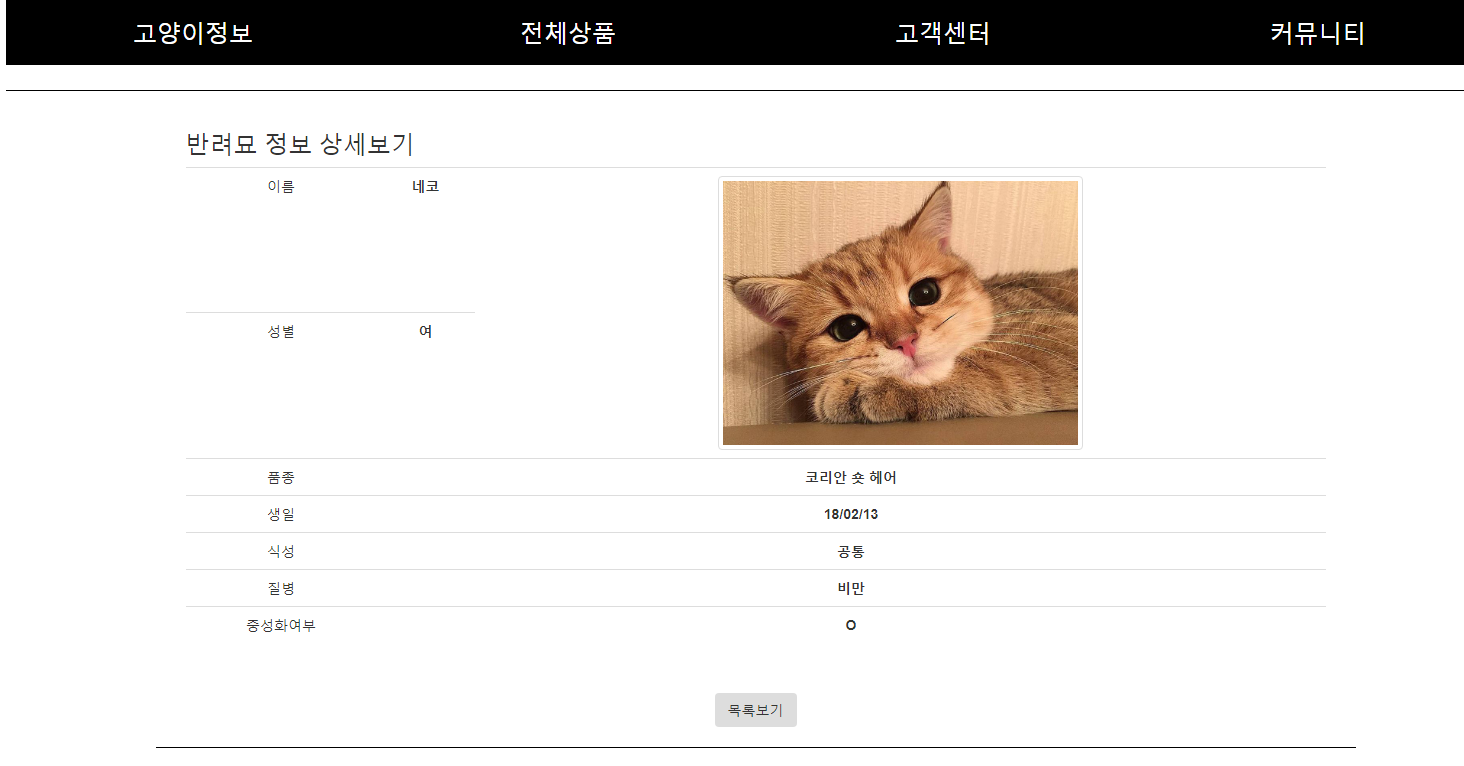 고양이정보 전체상품 고객센터 커뮤니티
반려묘 정보 상세보기
이름 네코
성별 여
품종 코리안 숏 헤어
생일 18/02/13
식성 공통
질병 비만
중성화여부 O
목록보기